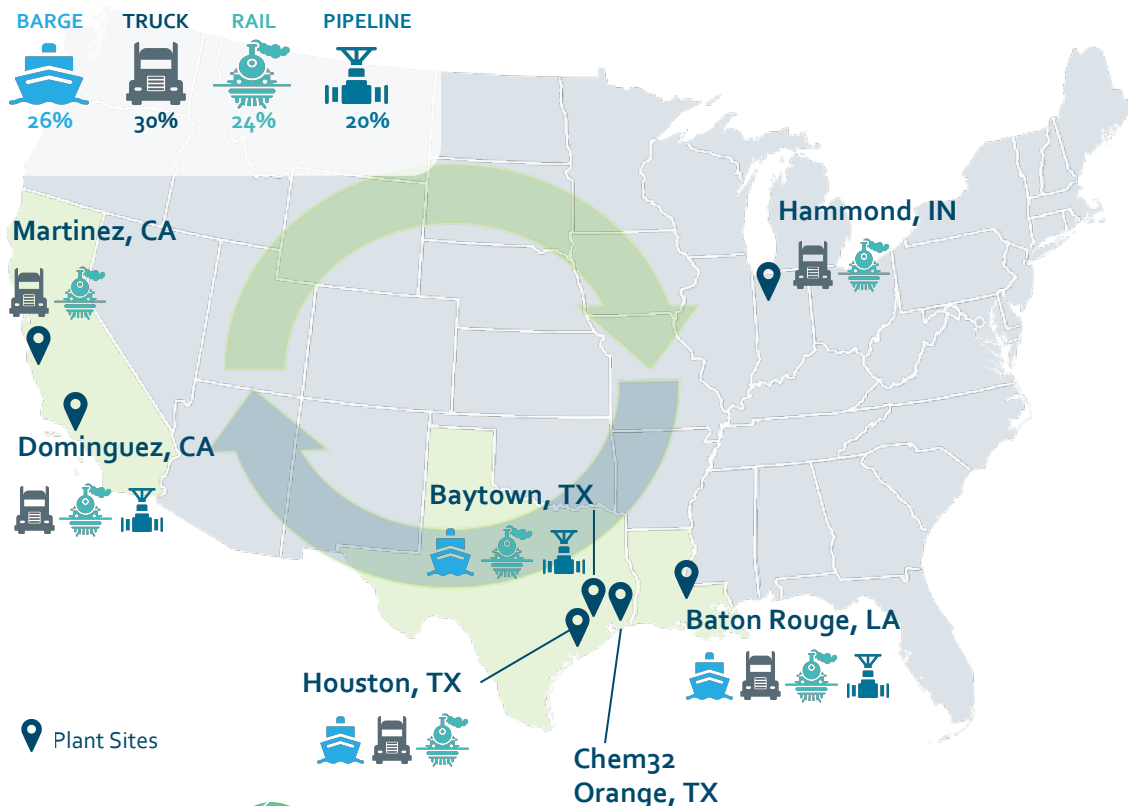 BARGE TRUCK RAIL PIPELINE
26% 30% 24% 20%
Martinez, CA
Hammond, IN
Dominguez, CA
Baytown, TX
Baton Rouge, LA
Houston, TX
Plant Sites
Chem32
Orange, TX